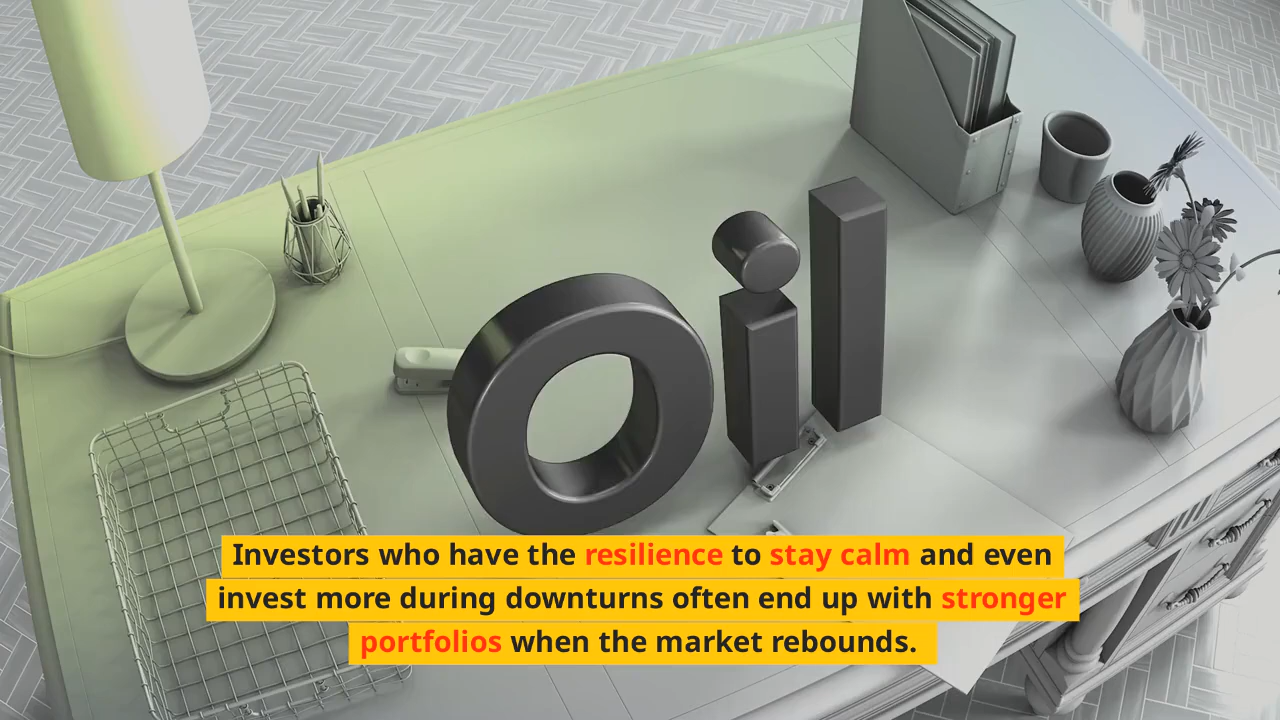 oil
Investors who have the resilience to stay calm and even
invest more during downturns often end up with stronger
portfolios when the market rebounds.